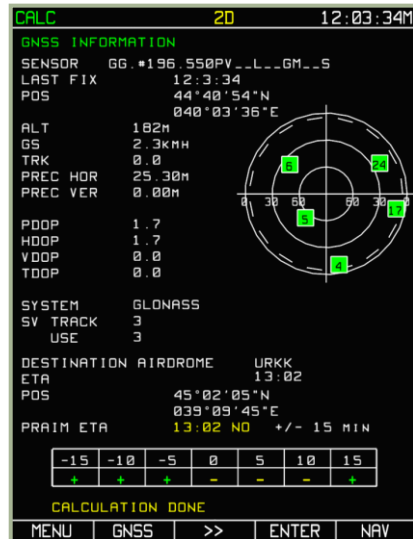 CALC 2D 12:03:34M
GNSS INFORMATION
SENSOR GG.#196.550PV__L__GM__S
LAST FIX 12:3:34
POS 44°40'54"N
040°03'36"E
ALT 182M
GS 2.3KMH
TRK 0.0
PREC HOR 25.30M
PREC VER 0.00M
6
24
0 30 60 60 30
17
5
4
PDOP 1.7
HDOP 1.7
VDOP 0.0
TDOP 0.0
SYSTEM GLONASS
SV TRACK 3
USE 3
DESTINATION AIRDROME URKK
ETA 13:02
POS 45°02'05"N
039°09'45"E
PRAIM ETA 13:02 NO +/- 15 MIN
-15 -10 -5 0 5 10 15
+ + + - - - +
CALCULATION DONE
MENU GNSS >> ENTER NAV